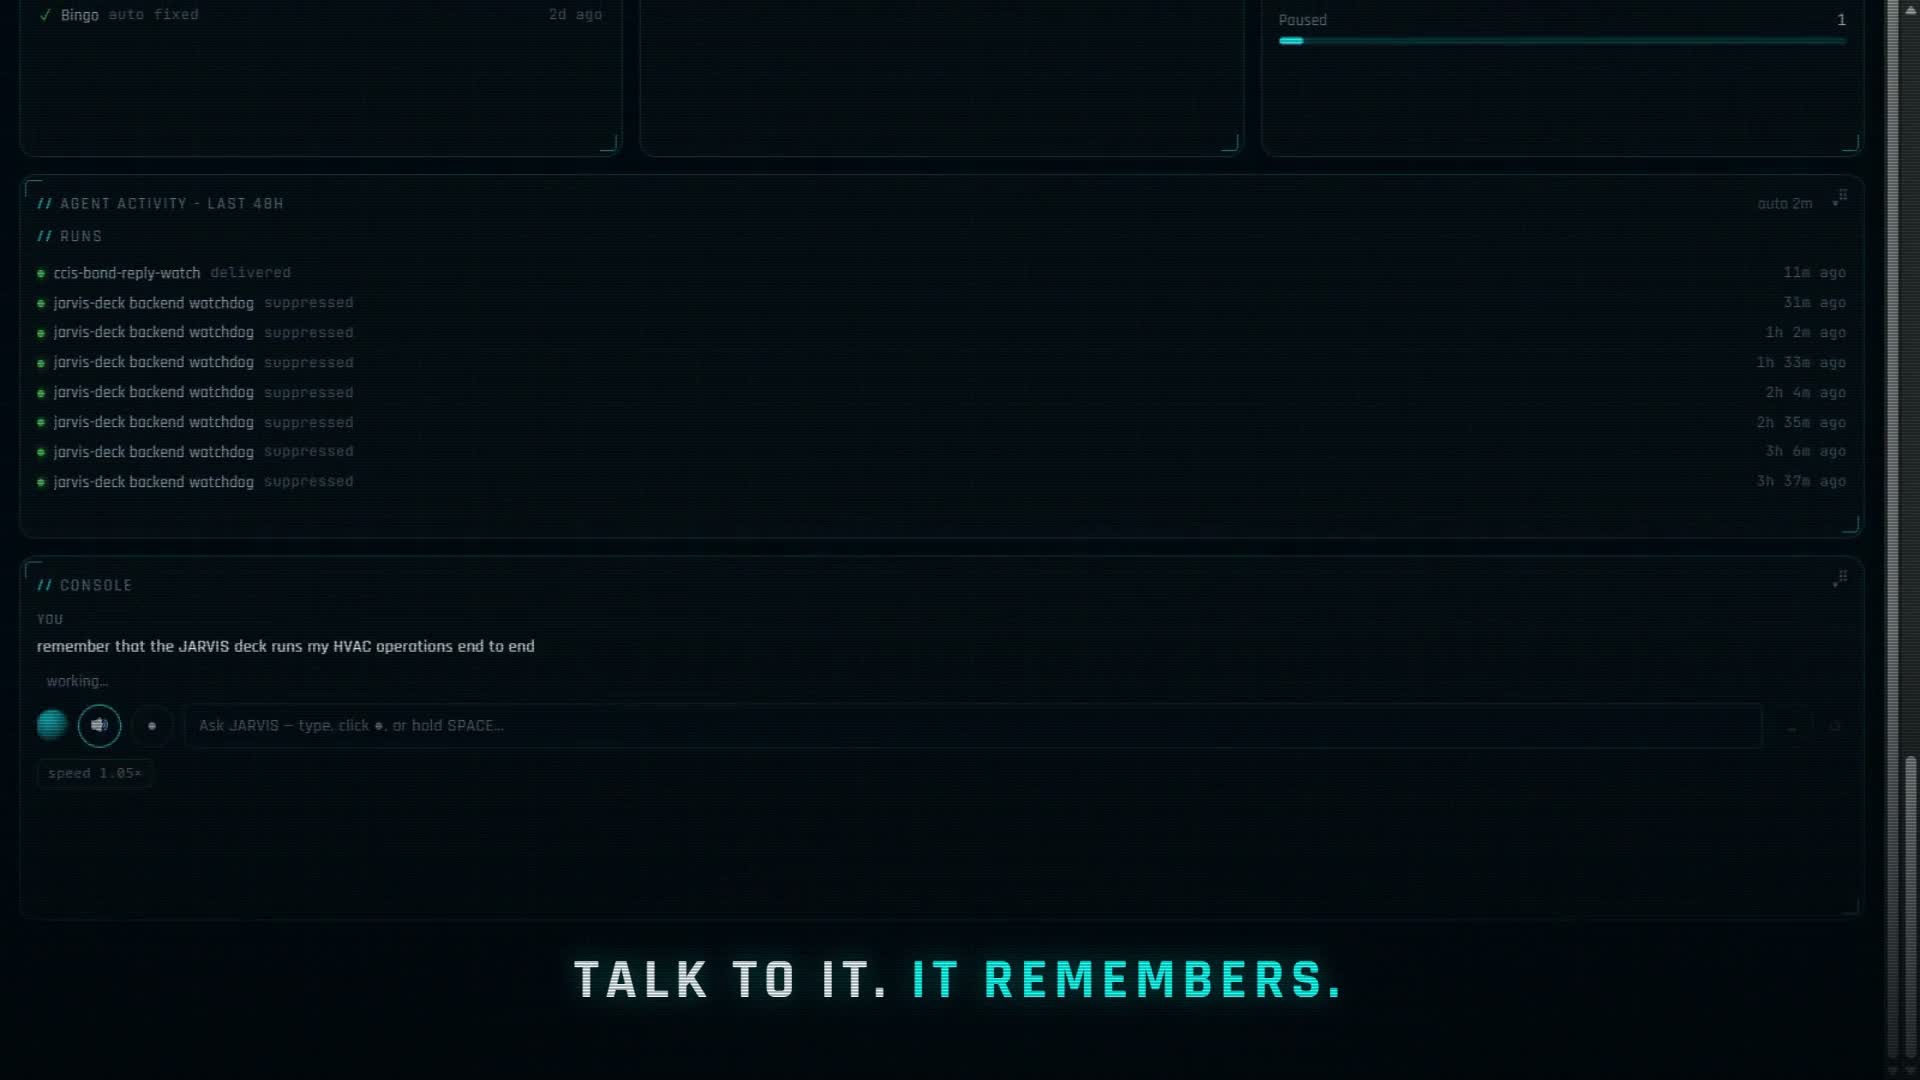 ✓ Bingo auto fixed 2d ago
Paused 1
// AGENT ACTIVITY - LAST 48H auto 2m
// RUNS
ccis-bond-reply-watch delivered 11m ago
jarvis-deck backend watchdog suppressed 31m ago
jarvis-deck backend watchdog suppressed 1h 2m ago
jarvis-deck backend watchdog suppressed 1h 33m ago
jarvis-deck backend watchdog suppressed 2h 4m ago
jarvis-deck backend watchdog suppressed 2h 35m ago
jarvis-deck backend watchdog suppressed 3h 6m ago
jarvis-deck backend watchdog suppressed 3h 37m ago
// CONSOLE
YOU
remember that the JARVIS deck runs my HVAC operations end to end
working...
Ask JARVIS — type, click ●, or hold SPACE...
speed 1.05×
TALK TO IT. IT REMEMBERS.